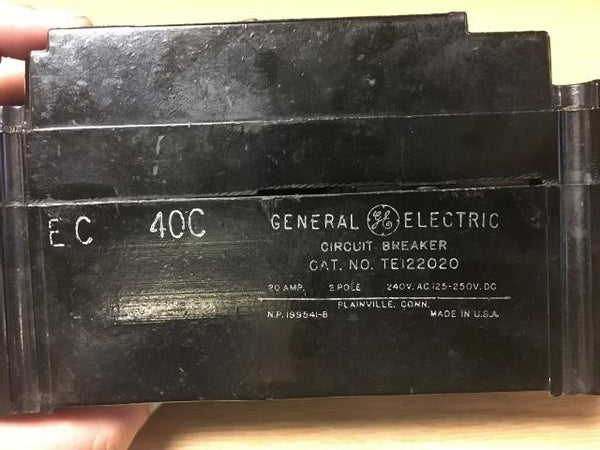 EC 40C
GENERAL GE ELECTRIC
CIRCUIT BREAKER
CAT. NO. TE122020
20 AMP. 2 POLE 240V. AC 125-250V. DC
PLAINVILLE, CONN.
N.P. 199541-B MADE IN U.S.A.